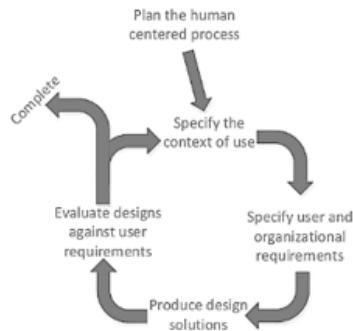 Plan the human
centered process
Complete
Specify the
context of use
Evaluate designs
against user
requirements
Specify user and
organizational
requirements
Produce design
solutions